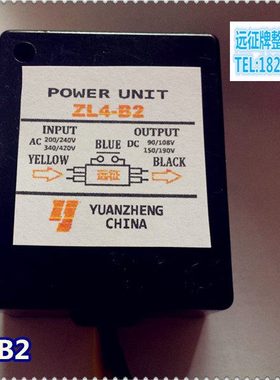 远征牌整
TEL:182
POWER UNIT
ZL4-B2
INPUT OUTPUT
AC 200/240V 340/420V BLUE DC 90/108V 150/190V
YELLOW BLACK
远征
YUANZHENG
CHINA
B2